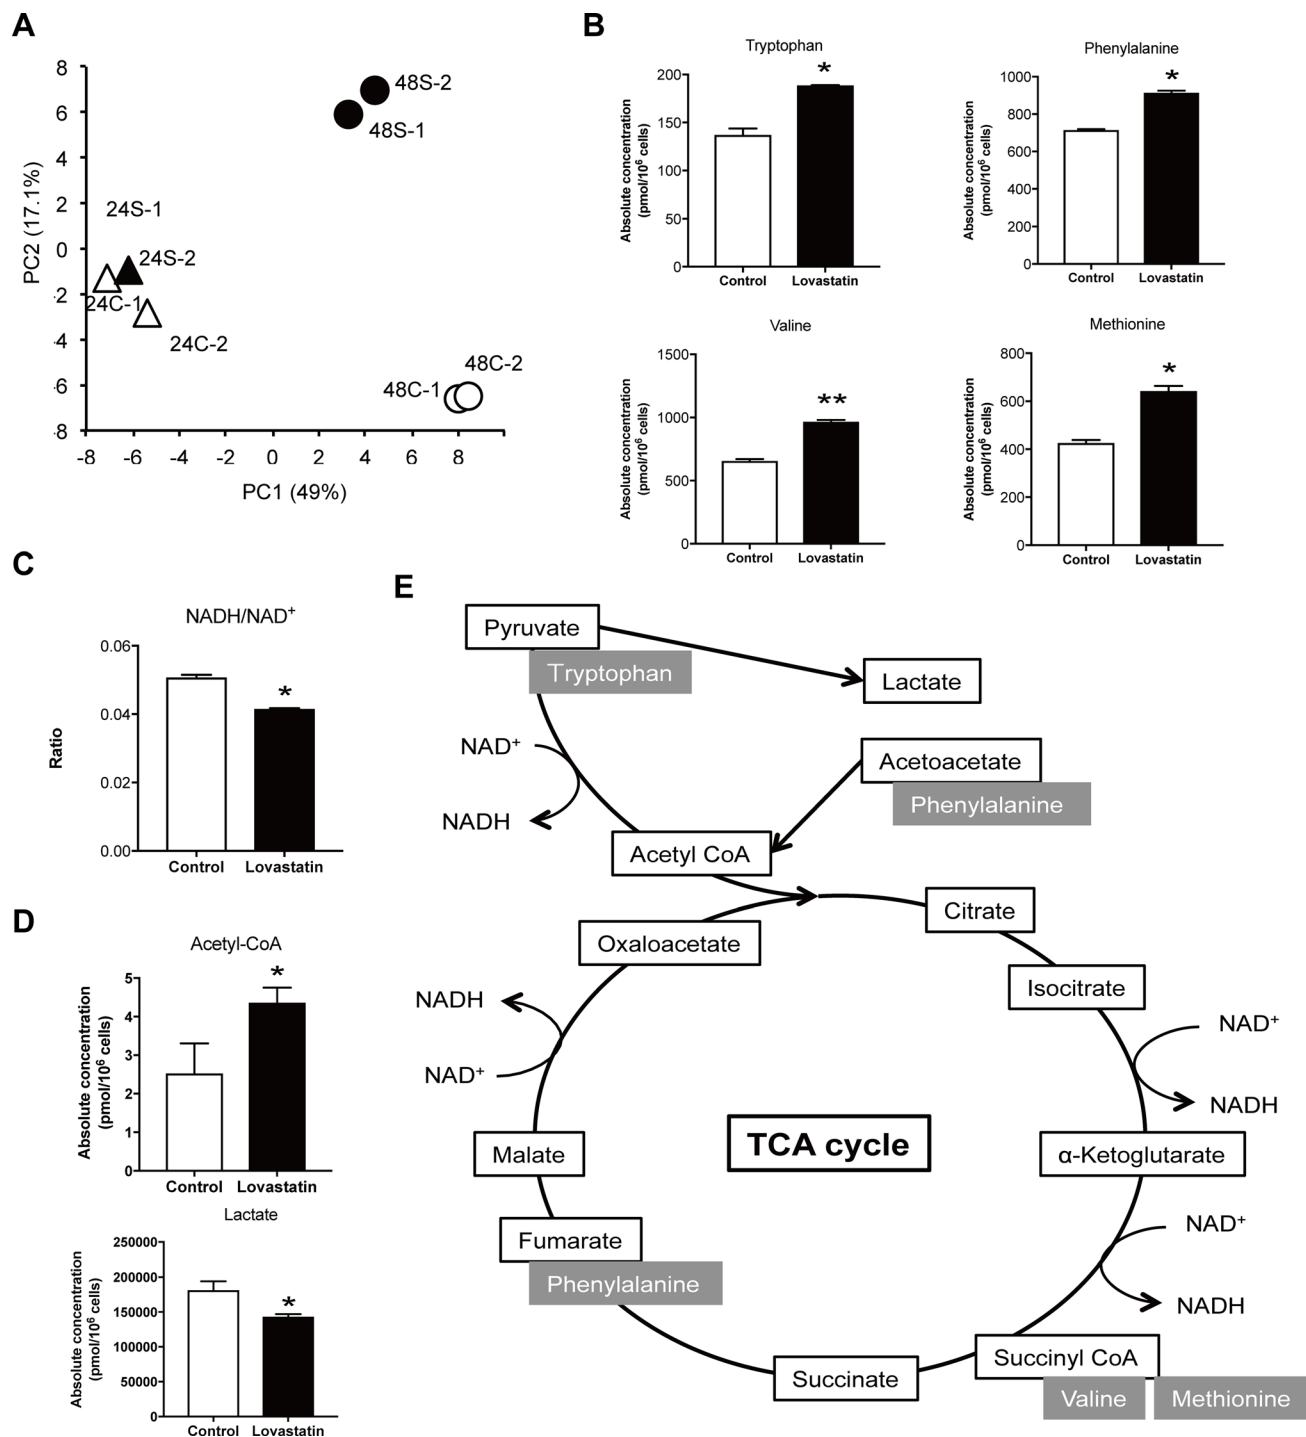 A
8
6
4
2
0
-2
-4
-6
-8
PC2 (17.1%)
48S-2
48S-1
24S-1
24S-2
24C-1
24C-2
48C-2
48C-1
-8 -6 -4 -2 0 2 4 6 8
PC1 (49%)
B
Tryptophan
Absolute concentration
(pmol/10⁶ cells)
200
150
100
50
0
*
Control Lovastatin
Phenylalanine
Absolute concentration
(pmol/10⁶ cells)
1000
800
600
400
200
0
*
Control Lovastatin
Valine
Absolute concentration
(pmol/10⁶ cells)
1500
1000
500
0
**
Control Lovastatin
Methionine
Absolute concentration
(pmol/10⁶ cells)
800
600
400
200
0
*
Control Lovastatin
C
NADH/NAD⁺
Ratio
0.06
0.04
0.02
0.00
*
Control Lovastatin
D
Acetyl-CoA
Absolute concentration
(pmol/10⁶ cells)
5
4
3
2
1
0
*
Control Lovastatin
Lactate
Absolute concentration
(pmol/10⁶ cells)
250000
200000
150000
100000
50000
0
*
Control Lovastatin
E
Pyruvate
Tryptophan
Lactate
NAD⁺
NADH
Acetoacetate
Phenylalanine
Acetyl CoA
Citrate
Oxaloacetate
Isocitrate
NADH
NAD⁺
NAD⁺
NADH
TCA cycle
Malate
α-Ketoglutarate
Fumarate
Phenylalanine
NAD⁺
NADH
Succinyl CoA
Valine
Methionine
Succinate